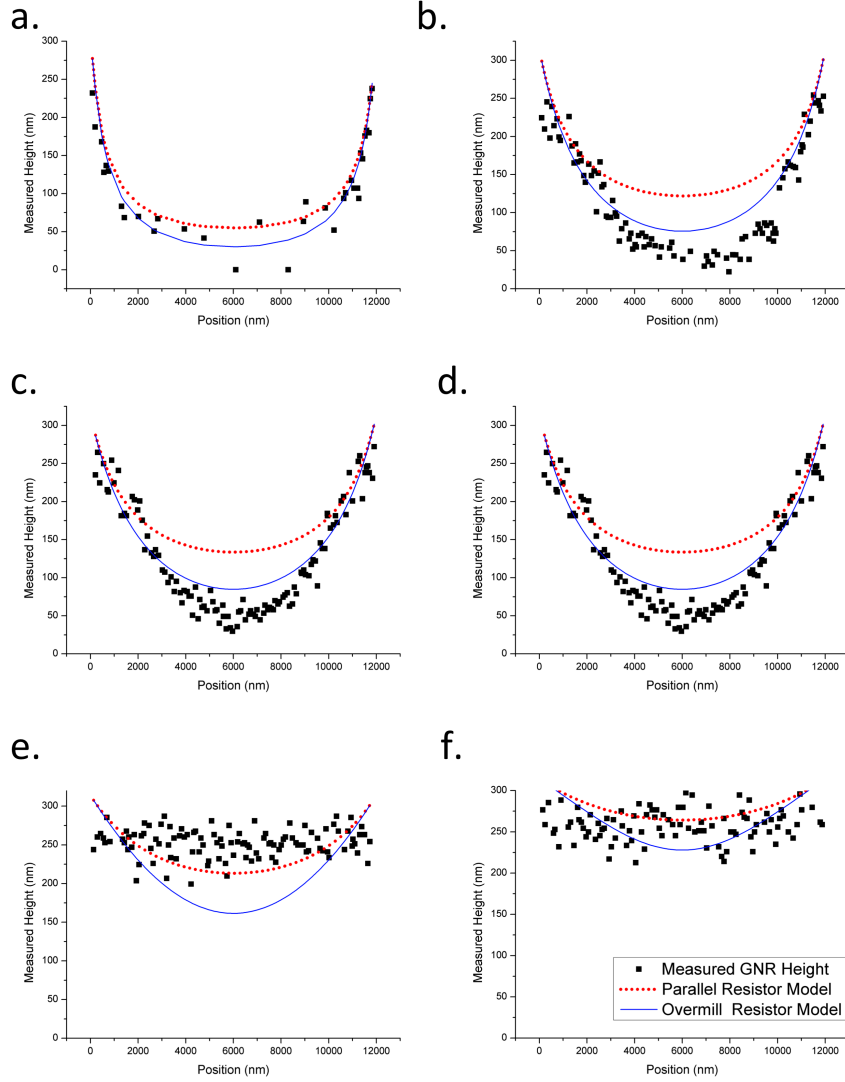 a.
Measured Height (nm)
300
250
200
150
100
50
0
0 2000 4000 6000 8000 10000 12000
Position (nm)
b.
Measured Height (nm)
300
250
200
150
100
50
0
0 2000 4000 6000 8000 10000 12000
Position (nm)
c.
Measured Height (nm)
300
250
200
150
100
50
0
0 2000 4000 6000 8000 10000 12000
Position (nm)
d.
Measured Height (nm)
300
250
200
150
100
50
0
0 2000 4000 6000 8000 10000 12000
Position (nm)
e.
Measured Height (nm)
300
250
200
150
100
50
0
0 2000 4000 6000 8000 10000 12000
Position (nm)
f.
Measured Height (nm)
300
250
200
150
100
50
0
0 2000 4000 6000 8000 10000 12000
Position (nm)
Measured GNR Height
Parallel Resistor Model
Overmill Resistor Model